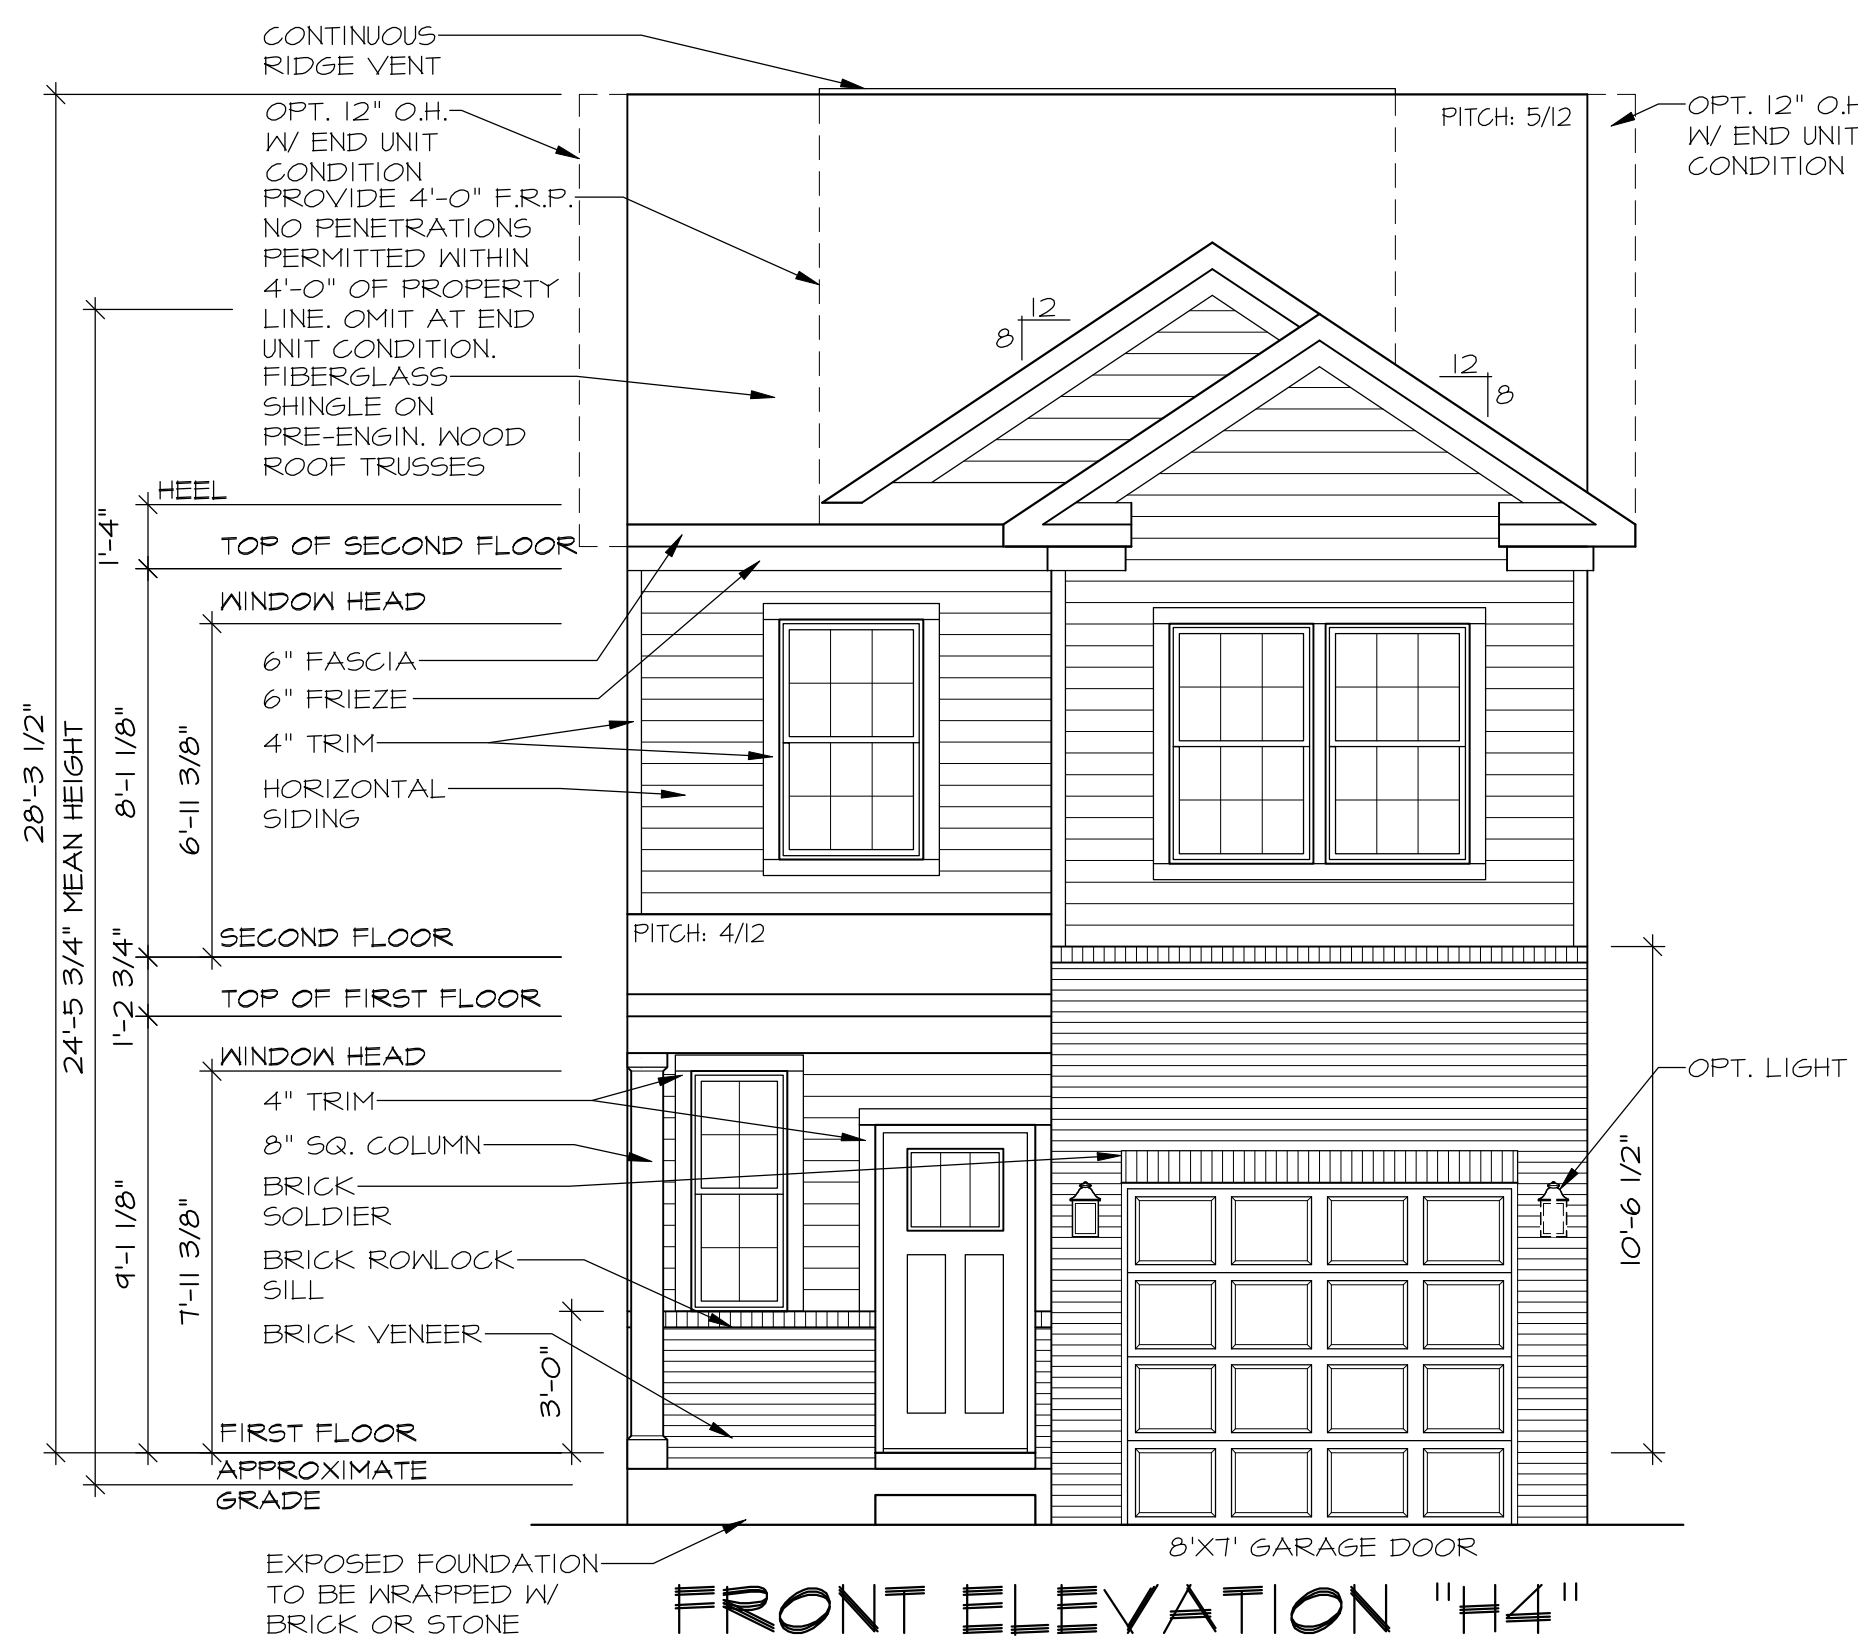 CONTINUOUS
RIDGE VENT
OPT. 12" O.H.
W/ END UNIT
CONDITION
PROVIDE 4'-0" F.R.P.
NO PENETRATIONS
PERMITTED WITHIN
4'-0" OF PROPERTY
LINE. OMIT AT END
UNIT CONDITION.
FIBERGLASS
SHINGLE ON
PRE-ENGIN. WOOD
ROOF TRUSSES
PITCH: 5/12
OPT. 12" O.H
W/ END UNIT
CONDITION
12
8
12
8
HEEL
1'-4"
TOP OF SECOND FLOOR
WINDOW HEAD
6" FASCIA
6" FRIEZE
4" TRIM
HORIZONTAL
SIDING
28'-3 1/2"
24'-5 3/4" MEAN HEIGHT
8'-1 1/8"
6'-11 3/8"
SECOND FLOOR
PITCH: 4/12
1'-2 3/4"
TOP OF FIRST FLOOR
WINDOW HEAD
4" TRIM
8" SQ. COLUMN
BRICK
SOLDIER
BRICK ROWLOCK
SILL
BRICK VENEER
9'-1 1/8"
7'-11 3/8"
3'-0"
OPT. LIGHT
10'-6 1/2"
FIRST FLOOR
APPROXIMATE
GRADE
EXPOSED FOUNDATION
TO BE WRAPPED W/
BRICK OR STONE
8'X7' GARAGE DOOR
FRONT ELEVATION "H4"